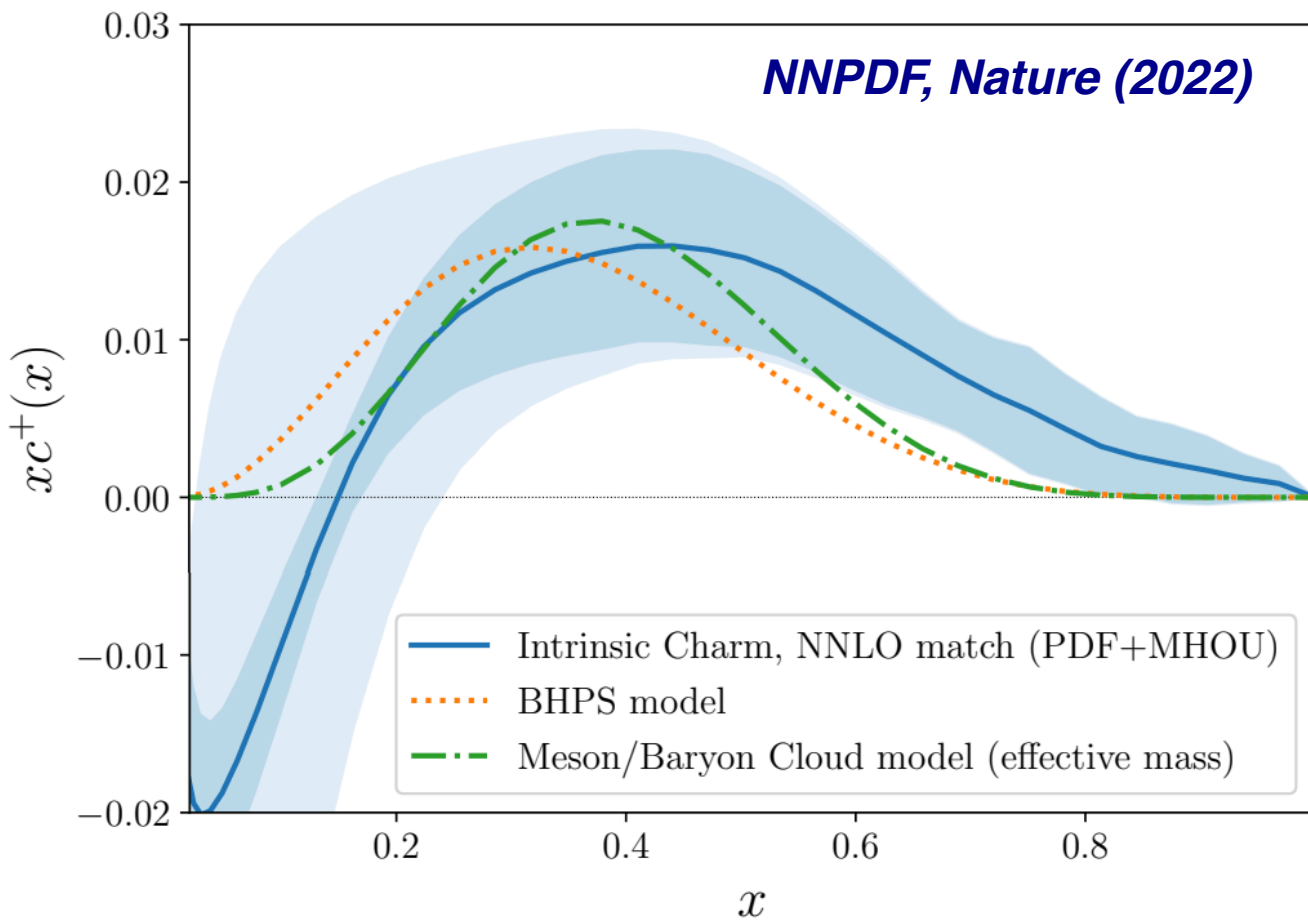 0.03
NNPDF, Nature (2022)
0.02
0.01
xc⁺(x)
0.00
−0.01
Intrinsic Charm, NNLO match (PDF+MHOU)
BHPS model
Meson/Baryon Cloud model (effective mass)
−0.02
0.2 0.4 0.6 0.8
x